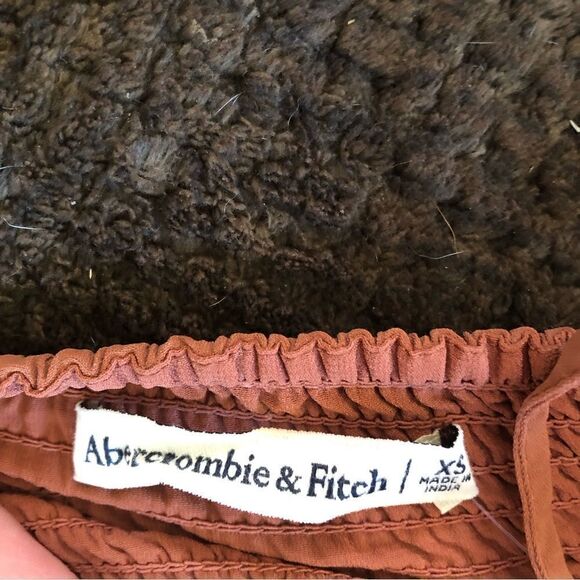 Abercrombie & Fitch / XS
MADE IN
INDIA